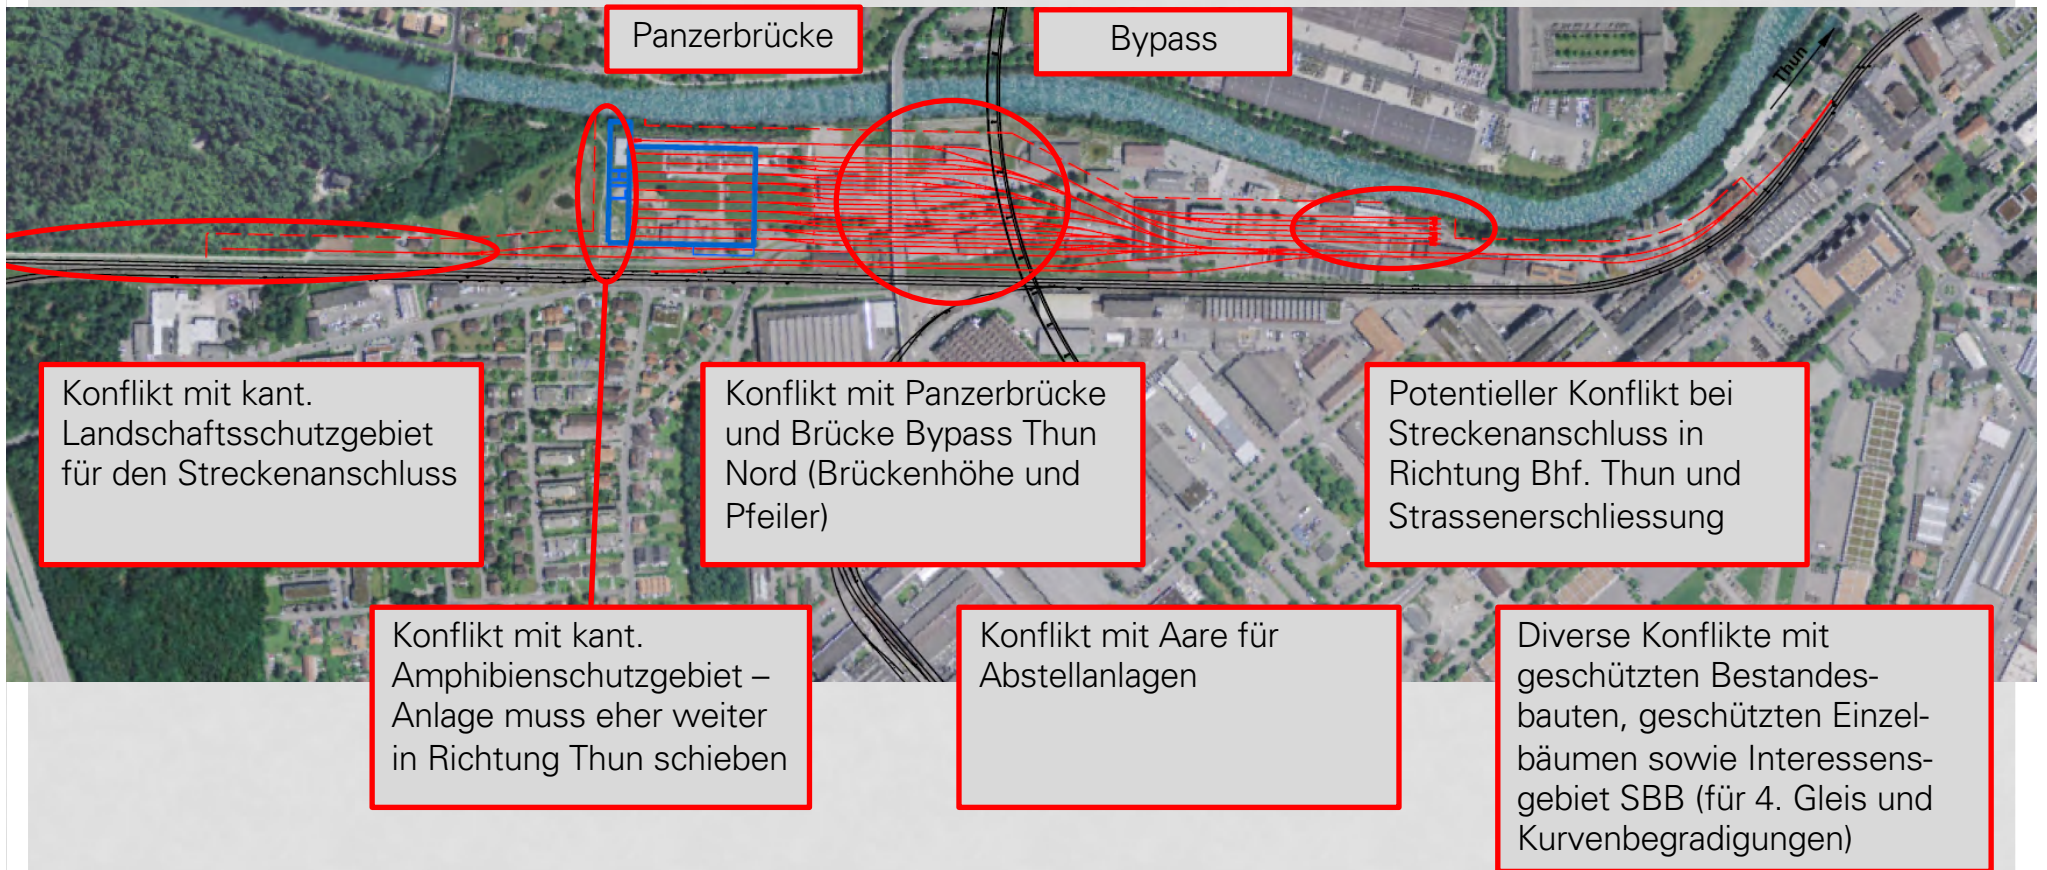 Panzerbrücke
Bypass
Thun
Konflikt mit kant.
Landschaftsschutzgebiet
für den Streckenanschluss
Konflikt mit Panzerbrücke
und Brücke Bypass Thun
Nord (Brückenhöhe und
Pfeiler)
Potentieller Konflikt bei
Streckenanschluss in
Richtung Bhf. Thun und
Strassenerschliessung
Konflikt mit kant.
Amphibienschutzgebiet –
Anlage muss eher weiter
in Richtung Thun schieben
Konflikt mit Aare für
Abstellanlagen
Diverse Konflikte mit
geschützten Bestandes-
bauten, geschützten Einzel-
bäumen sowie Interessens-
gebiet SBB (für 4. Gleis und
Kurvenbegradigungen)